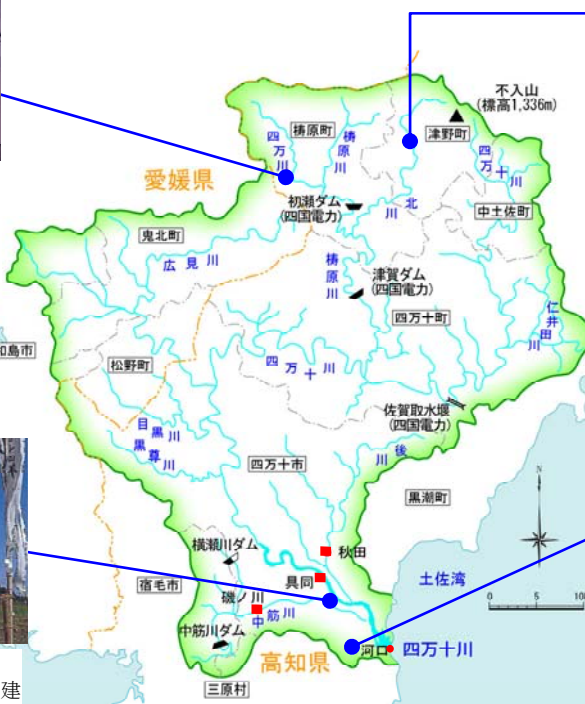 不入山
(標高1,336m)
津野町
檮原町
四万川
檮原川
四万十川
北川
愛媛県
初瀬ダム
(四国電力)
中土佐町
鬼北町
広見川
檮原川
津賀ダム
(四国電力)
四万十町
仁井田川
和島市
松野町
四万十川
佐賀取水堰
(四国電力)
目黒川
黒尊川
四万十市
後川
黒潮町
N
横瀬川ダム
秋田
具同
土佐湾
宿毛市
磯ノ川
中筋川
0 5 10
中筋川ダム
高知県
河口
四万十川
三原村
建